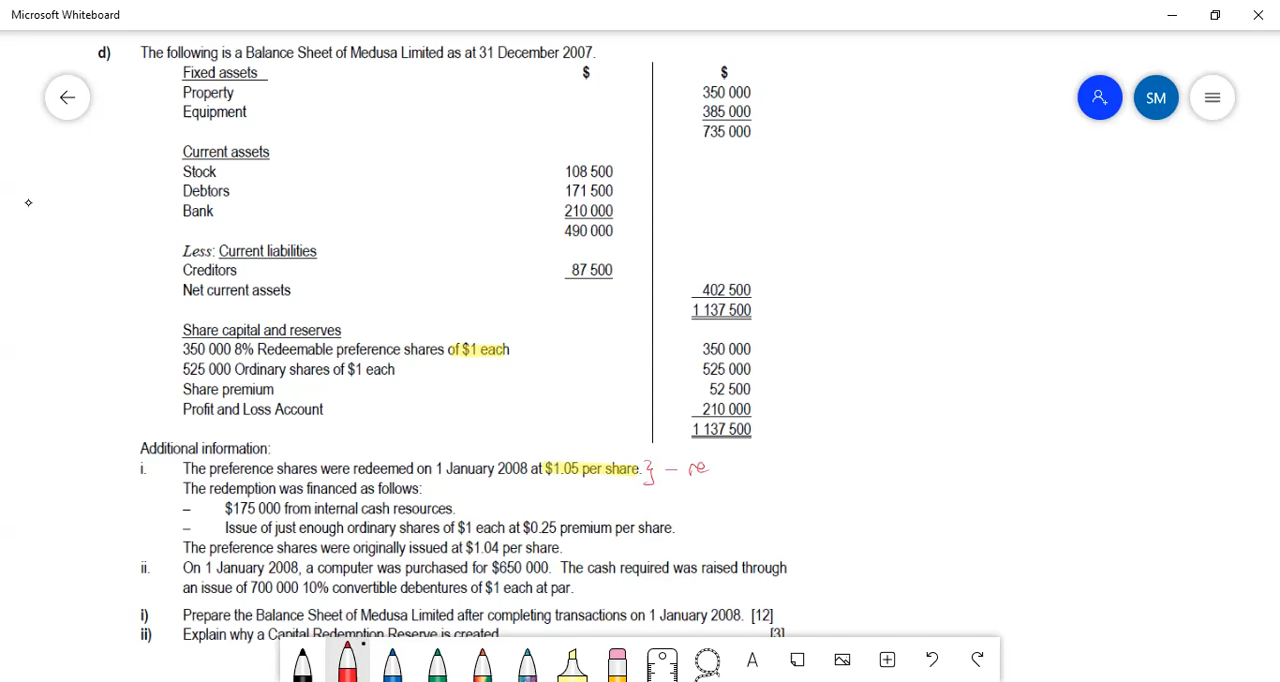 Microsoft Whiteboard
d) The following is a Balance Sheet of Medusa Limited as at 31 December 2007.
Fixed assets $ $
Property 350 000
Equipment 385 000
735 000
Current assets
Stock 108 500
Debtors 171 500
Bank 210 000
490 000
Less: Current liabilities
Creditors 87 500
Net current assets 402 500
1 137 500
Share capital and reserves
350 000 8% Redeemable preference shares of $1 each 350 000
525 000 Ordinary shares of $1 each 525 000
Share premium 52 500
Profit and Loss Account 210 000
1 137 500
Additional information:
i. The preference shares were redeemed on 1 January 2008 at $1.05 per share. } - re
The redemption was financed as follows:
– $175 000 from internal cash resources.
– Issue of just enough ordinary shares of $1 each at $0.25 premium per share.
The preference shares were originally issued at $1.04 per share.
ii. On 1 January 2008, a computer was purchased for $650 000. The cash required was raised through
an issue of 700 000 10% convertible debentures of $1 each at par.
i) Prepare the Balance Sheet of Medusa Limited after completing transactions on 1 January 2008. [12]
ii) Explain why a Capital Redemption Reserve is created [3]
SM
A